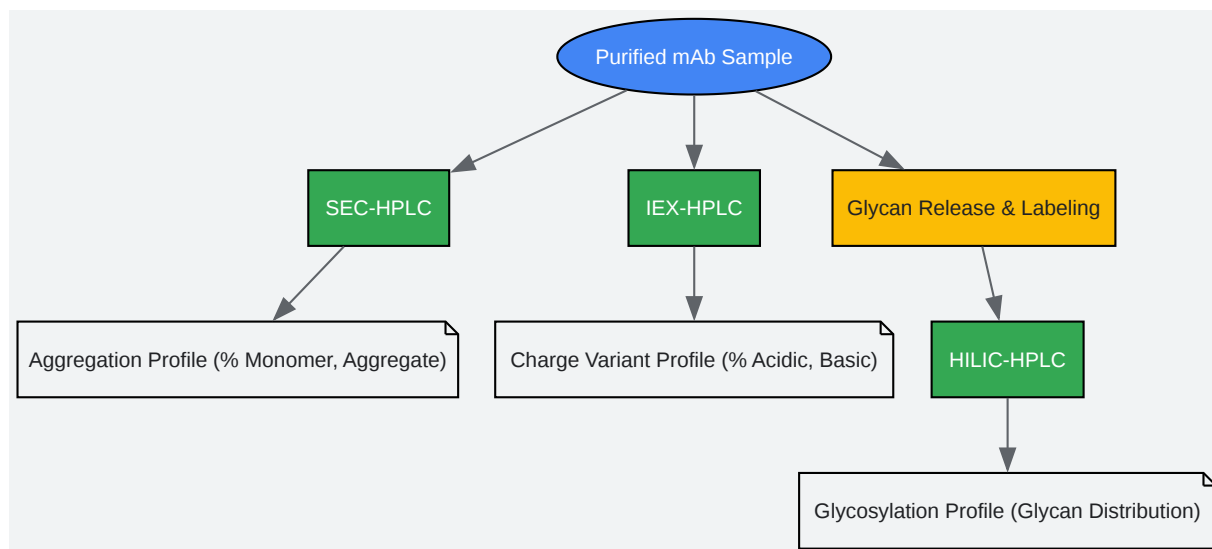 Purified mAb Sample
SEC-HPLC
IEX-HPLC
Glycan Release & Labeling
Aggregation Profile (% Monomer, Aggregate)
Charge Variant Profile (% Acidic, Basic)
HILIC-HPLC
Glycosylation Profile (Glycan Distribution)